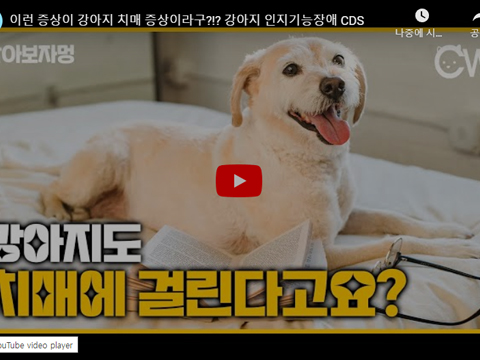 이런 증상이 강아지 치매 증상이라구?!? 강아지 인지기능장애 CDS
나중에 시...
공
아보자멍
CW
강아지도
치매에 걸린다고요?
ouTube video player